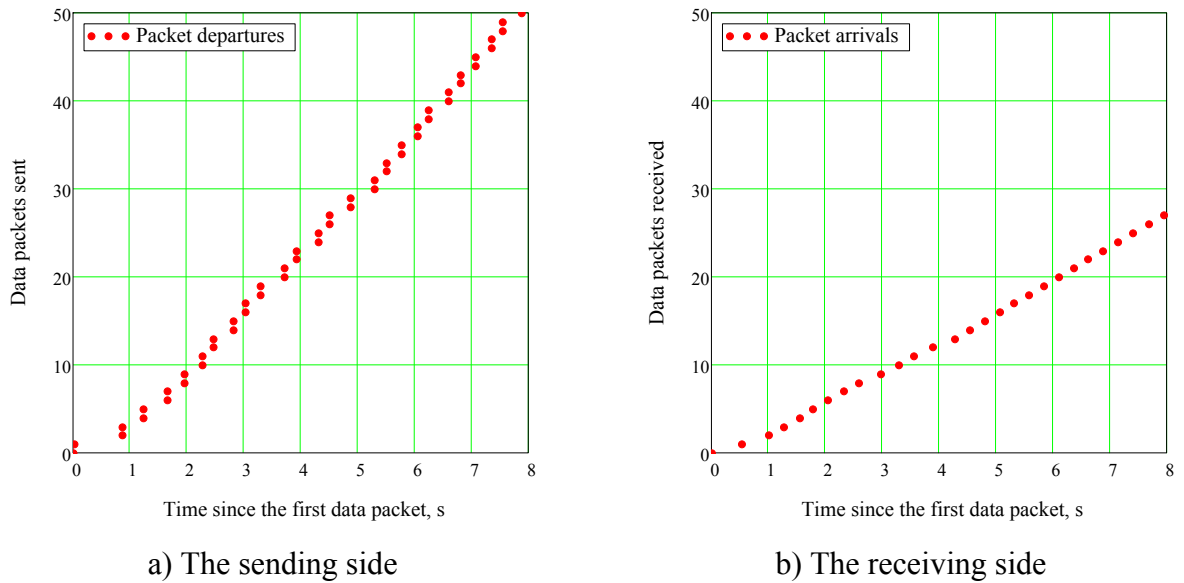 50
40
30
20
10
0
Data packets sent
Packet departures
0 1 2 3 4 5 6 7 8
Time since the first data packet, s
a) The sending side
50
40
30
20
10
0
Data packets received
Packet arrivals
0 1 2 3 4 5 6 7 8
Time since the first data packet, s
b) The receiving side